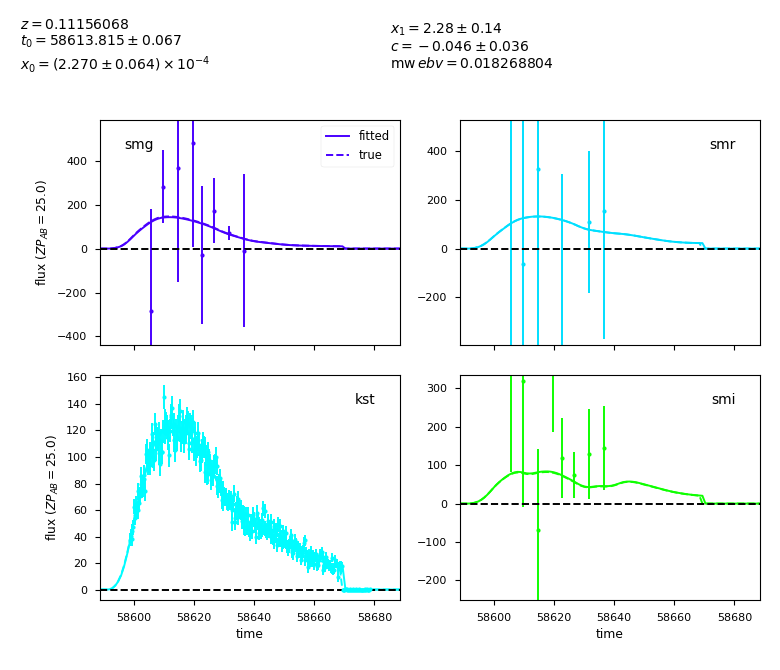 z = 0.11156068
t₀ = 58613.815 ± 0.067
x₀ = (2.270 ± 0.064) × 10⁻⁴
x₁ = 2.28 ± 0.14
c = −0.046 ± 0.036
mw ebv = 0.018268804
smg
fitted
true
400
200
0
−200
−400
flux (ZP_AB = 25.0)
smr
400
200
0
−200
kst
160
140
120
100
80
60
40
20
0
flux (ZP_AB = 25.0)
58600 58620 58640 58660 58680
time
smi
300
200
100
0
−100
−200
58600 58620 58640 58660 58680
time